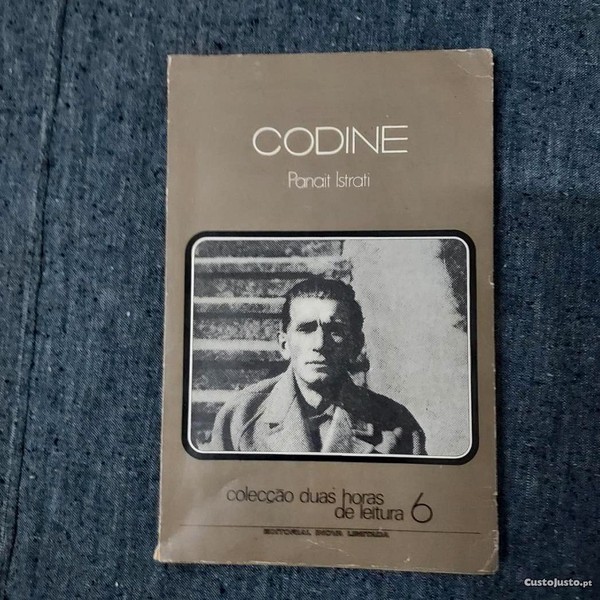 CODINE
Panait Istrati
colecção duas horas
de leitura 6
EDITORIAL INOVA LIMITADA
CustoJusto.pt